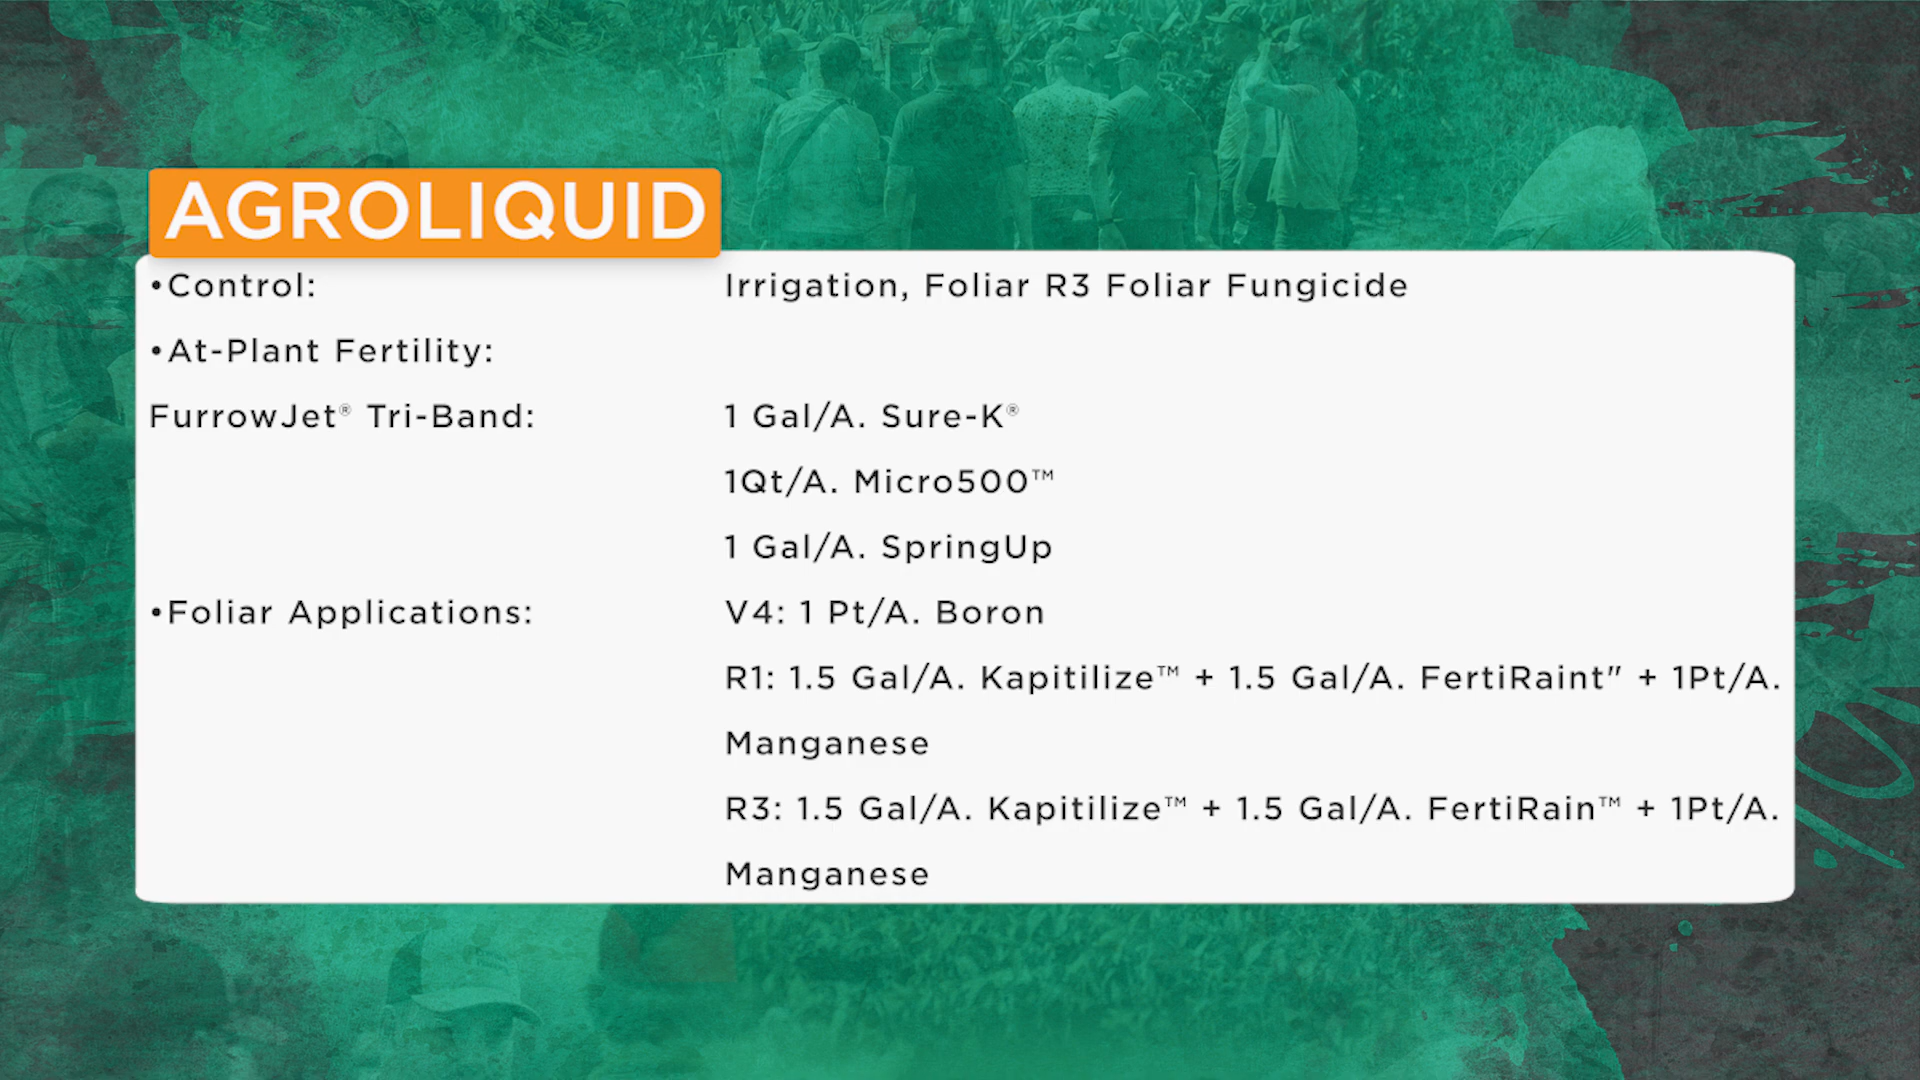 AGROLIQUID
•Control: Irrigation, Foliar R3 Foliar Fungicide
•At-Plant Fertility:
FurrowJet® Tri-Band: 1 Gal/A. Sure-K®
1Qt/A. Micro500™
1 Gal/A. SpringUp
•Foliar Applications: V4: 1 Pt/A. Boron
R1: 1.5 Gal/A. Kapitilize™ + 1.5 Gal/A. FertiRaint" + 1Pt/A.
Manganese
R3: 1.5 Gal/A. Kapitilize™ + 1.5 Gal/A. FertiRain™ + 1Pt/A.
Manganese